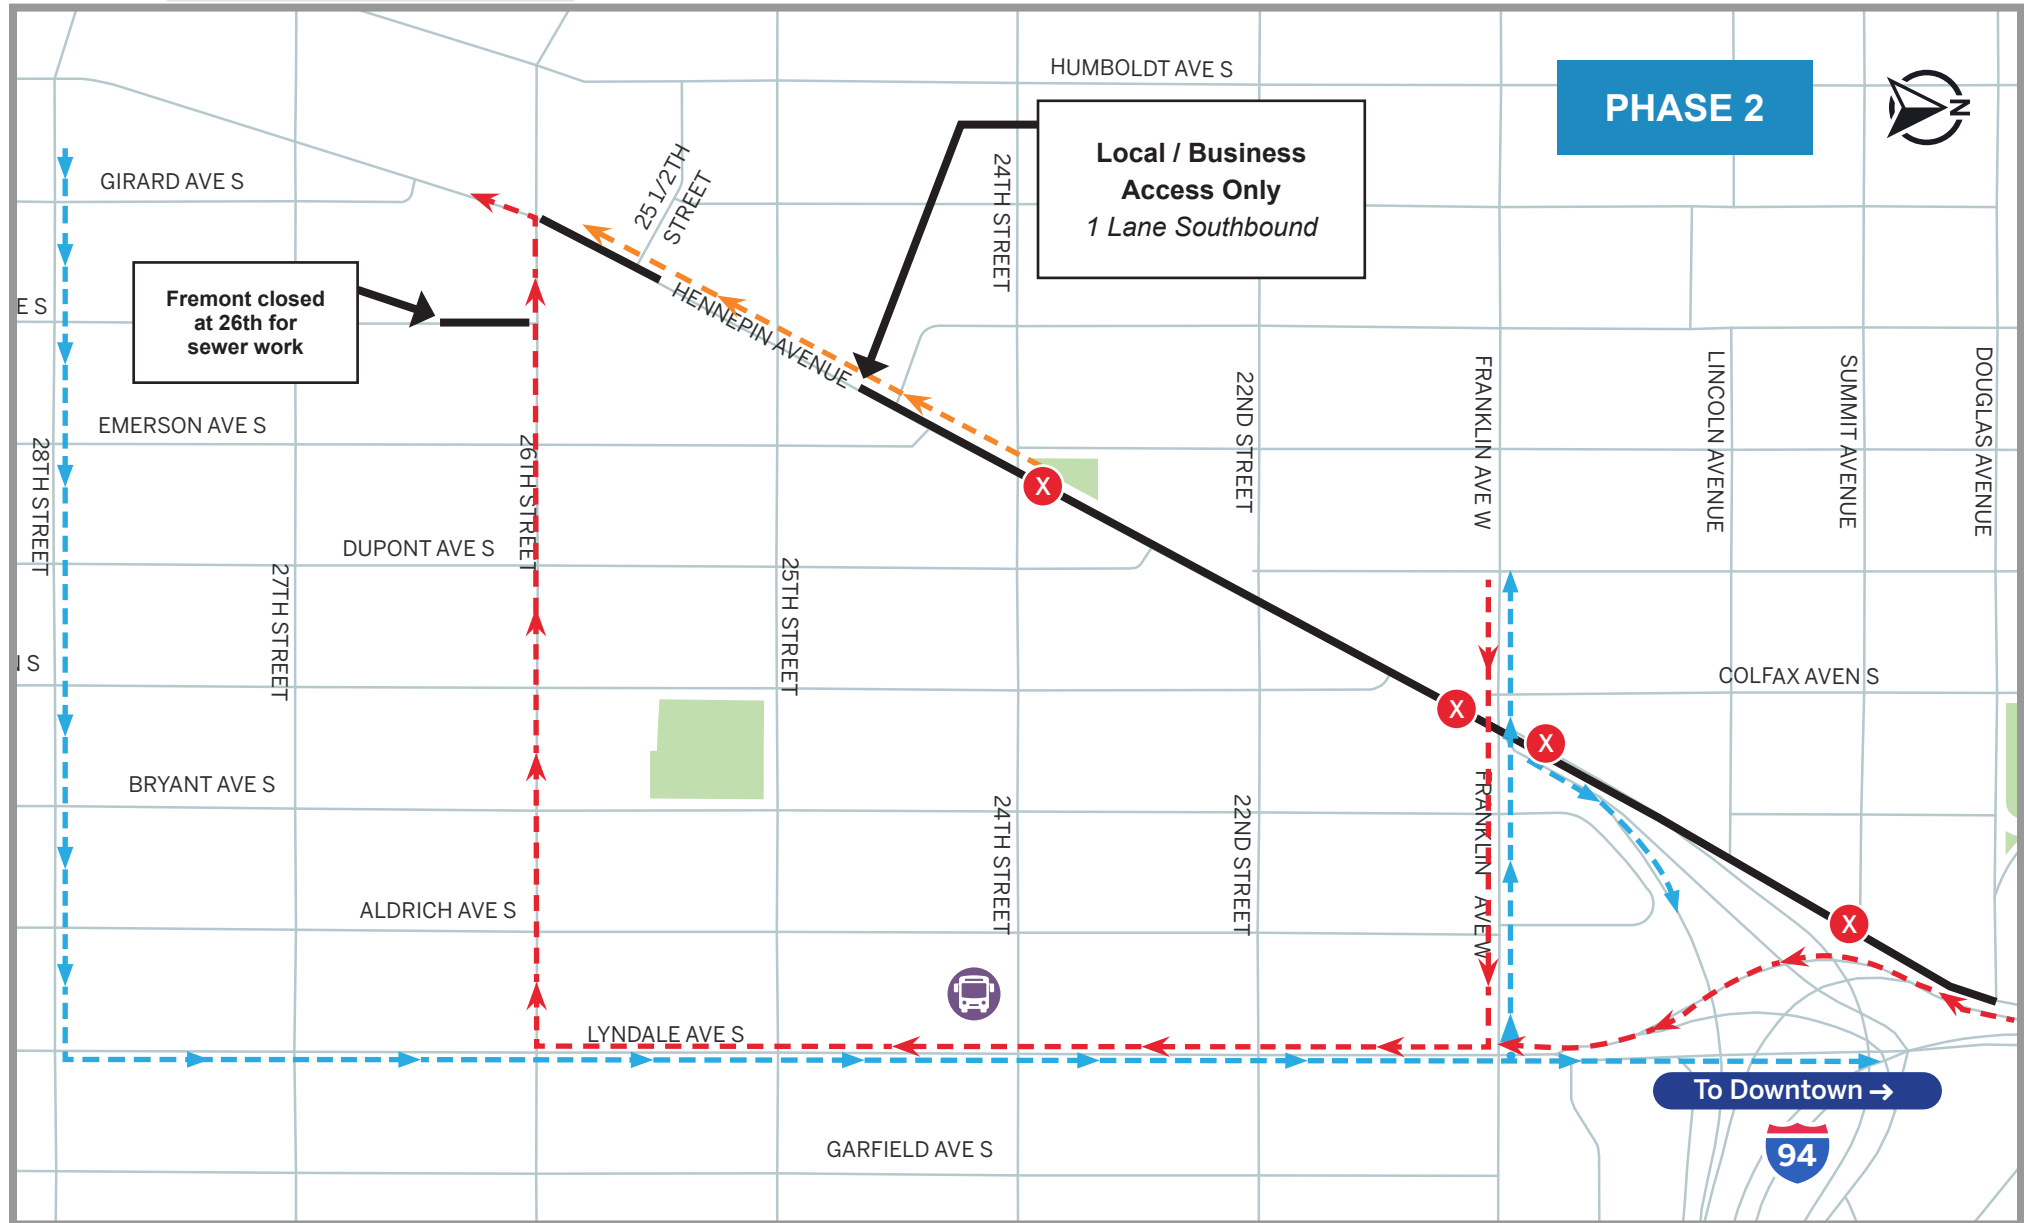 HUMBOLDT AVE S
PHASE 2
N
Local / Business
Access Only
1 Lane Southbound
25 1/2TH
STREET
24TH STREET
GIRARD AVE S
Fremont closed
at 26th for
sewer work
E S
HENNEPIN AVENUE
EMERSON AVE S
28TH STREET
26TH STREET
22ND STREET
FRANKLIN AVE W
LINCOLN AVENUE
SUMMIT AVENUE
DOUGLAS AVENUE
X
DUPONT AVE S
27TH STREET
25TH STREET
S
COLFAX AVEN S
X
X
BRYANT AVE S
24TH STREET
22ND STREET
FRANKLIN AVE W
ALDRICH AVE S
X
LYNDALE AVE S
To Downtown →
GARFIELD AVE S
94